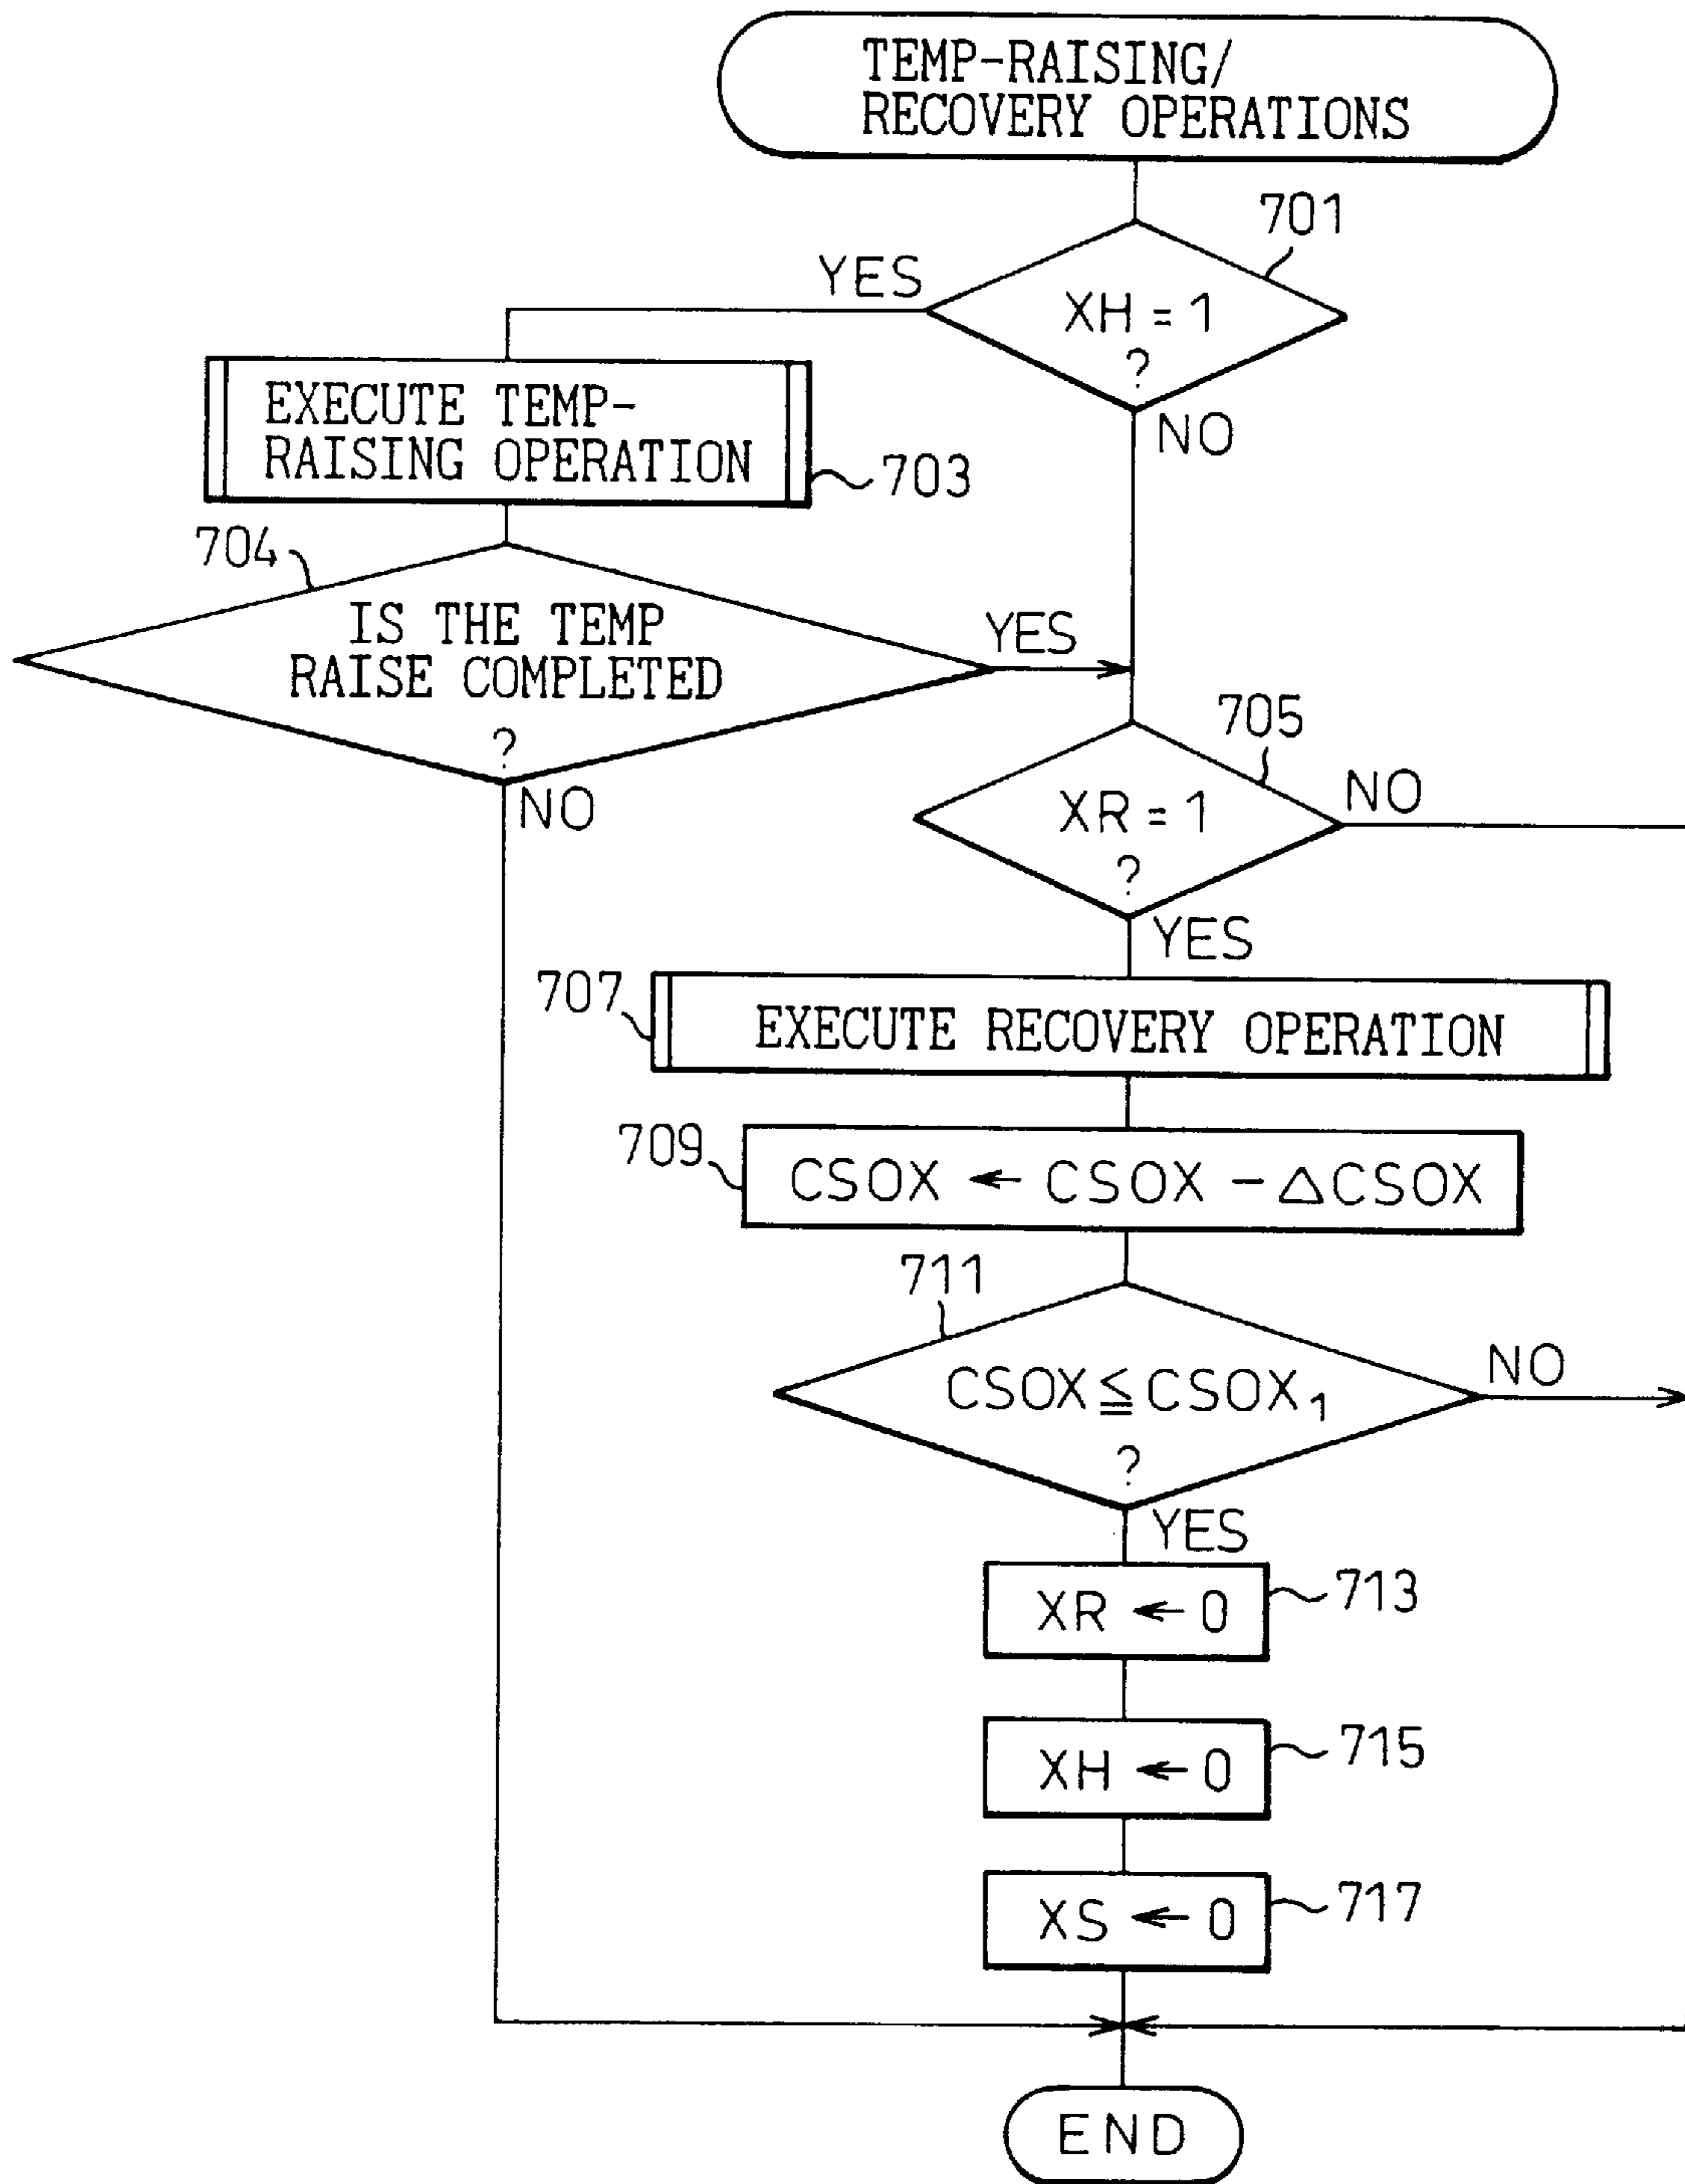 TEMP-RAISING/
RECOVERY OPERATIONS
701
YES
XH = 1
?
NO
EXECUTE TEMP-
RAISING OPERATION
703
704
IS THE TEMP
RAISE COMPLETED
?
YES
NO
705
XR = 1
?
NO
YES
707
EXECUTE RECOVERY OPERATION
709
CSOX ← CSOX − △CSOX
711
CSOX ≦ CSOX₁
?
NO
YES
XR ← 0
713
XH ← 0
715
XS ← 0
717
END